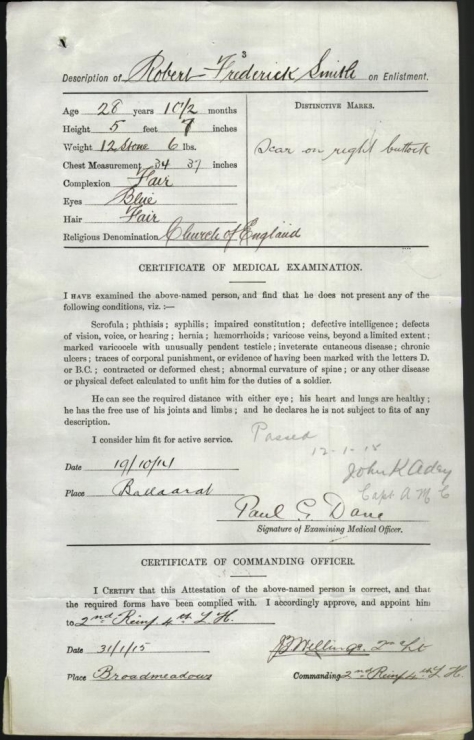 3
Description of Robert Frederick Smith on Enlistment.
Age 28 years 10/2 months
Height 5 feet 7 inches
Weight 12 Stone 6 lbs.
Chest Measurement 34 37 inches
Complexion Fair
Eyes Blue
Hair Fair
Religious Denomination Church of England
DISTINCTIVE MARKS.
Scar on right buttock
CERTIFICATE OF MEDICAL EXAMINATION.
I HAVE examined the above-named person, and find that he does not present any of the
following conditions, viz. :—
Scrofula ; phthisis ; syphilis ; impaired constitution ; defective intelligence ; defects
of vision, voice, or hearing ; hernia ; hæmorrhoids ; varicose veins, beyond a limited extent ;
marked varicocele with unusually pendent testicle ; inveterate cutaneous disease ; chronic
ulcers ; traces of corporal punishment, or evidence of having been marked with the letters D.
or B.C. ; contracted or deformed chest ; abnormal curvature of spine ; or any other disease
or physical defect calculated to unfit him for the duties of a soldier.
He can see the required distance with either eye ; his heart and lungs are healthy ;
he has the free use of his joints and limbs ; and he declares he is not subject to fits of any
description.
I consider him fit for active service.
Passed
12-1-15
John K Adey
Capt A M C
Date 19/10/14
Place Ballaarat
Paul G Dane
Signature of Examining Medical Officer.
CERTIFICATE OF COMMANDING OFFICER.
I CERTIFY that this Attestation of the above-named person is correct, and that
the required forms have been complied with. I accordingly approve, and appoint him
to 2nd Reinf 4th L. H.
Date 31/1/15
2nd Lt
Place Broadmeadows
Commanding 2nd Reinf 4th L. H.